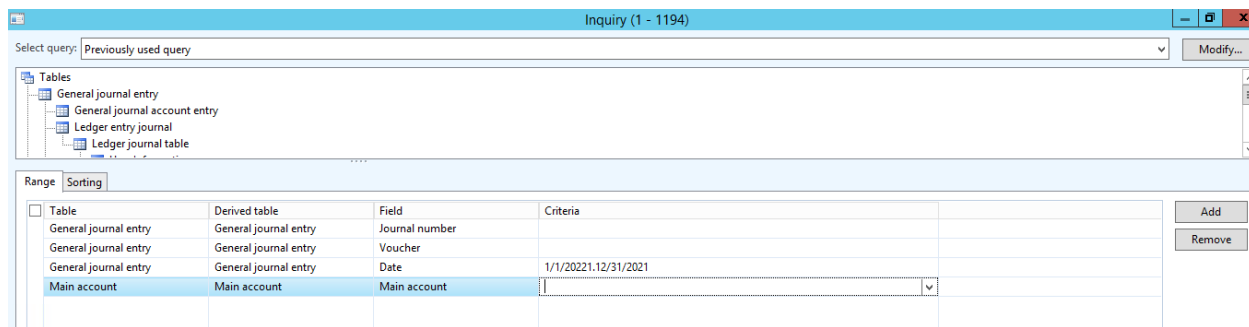 Inquiry (1 - 1194)
Select query: Previously used query
Modify...
Tables
General journal entry
General journal account entry
Ledger entry journal
Ledger journal table
Range Sorting
Table Derived table Field Criteria
Add
General journal entry General journal entry Journal number
General journal entry General journal entry Voucher
Remove
General journal entry General journal entry Date 1/1/20221.12/31/2021
Main account Main account Main account